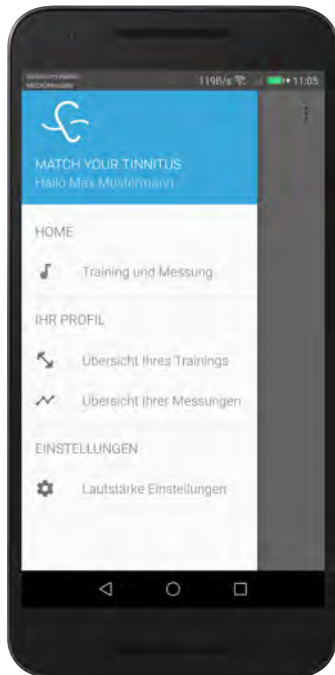 119B/s 11:05
MATCH YOUR TINNITUS
Hallo Max Mustermann
HOME
Training und Messung
IHR PROFIL
Übersicht Ihres Trainings
Übersicht Ihrer Messungen
EINSTELLUNGEN
Lautstärke Einstellungen